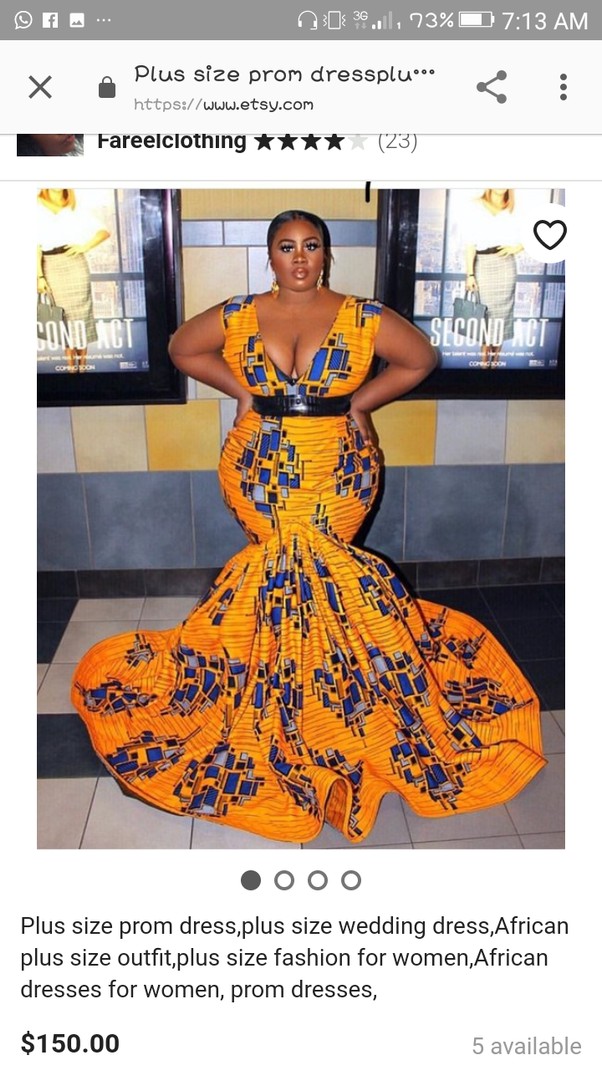 3G 73% 7:13 AM
Plus size prom dressplu•••
https://www.etsy.com
Fareelclothing ★★★★★ (23)
OND ACT
COMING SOON
SECOND ACT
COMING SOON
Plus size prom dress,plus size wedding dress,African
plus size outfit,plus size fashion for women,African
dresses for women, prom dresses,
$150.00
5 available